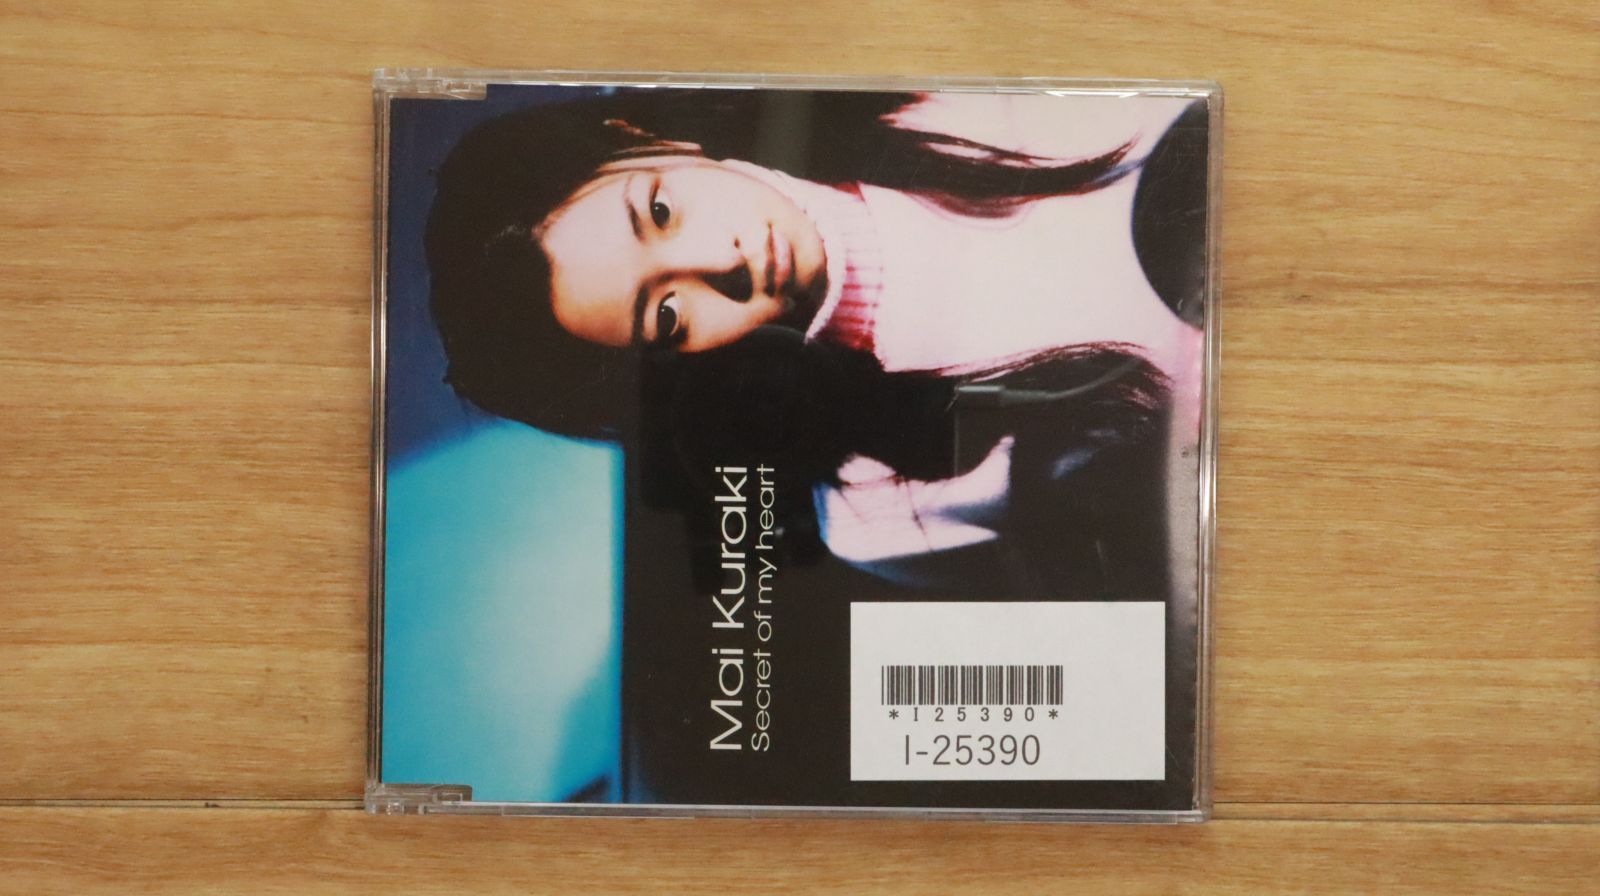 Mai Kuraki
Secret of my heart
*I25390*
I-25390